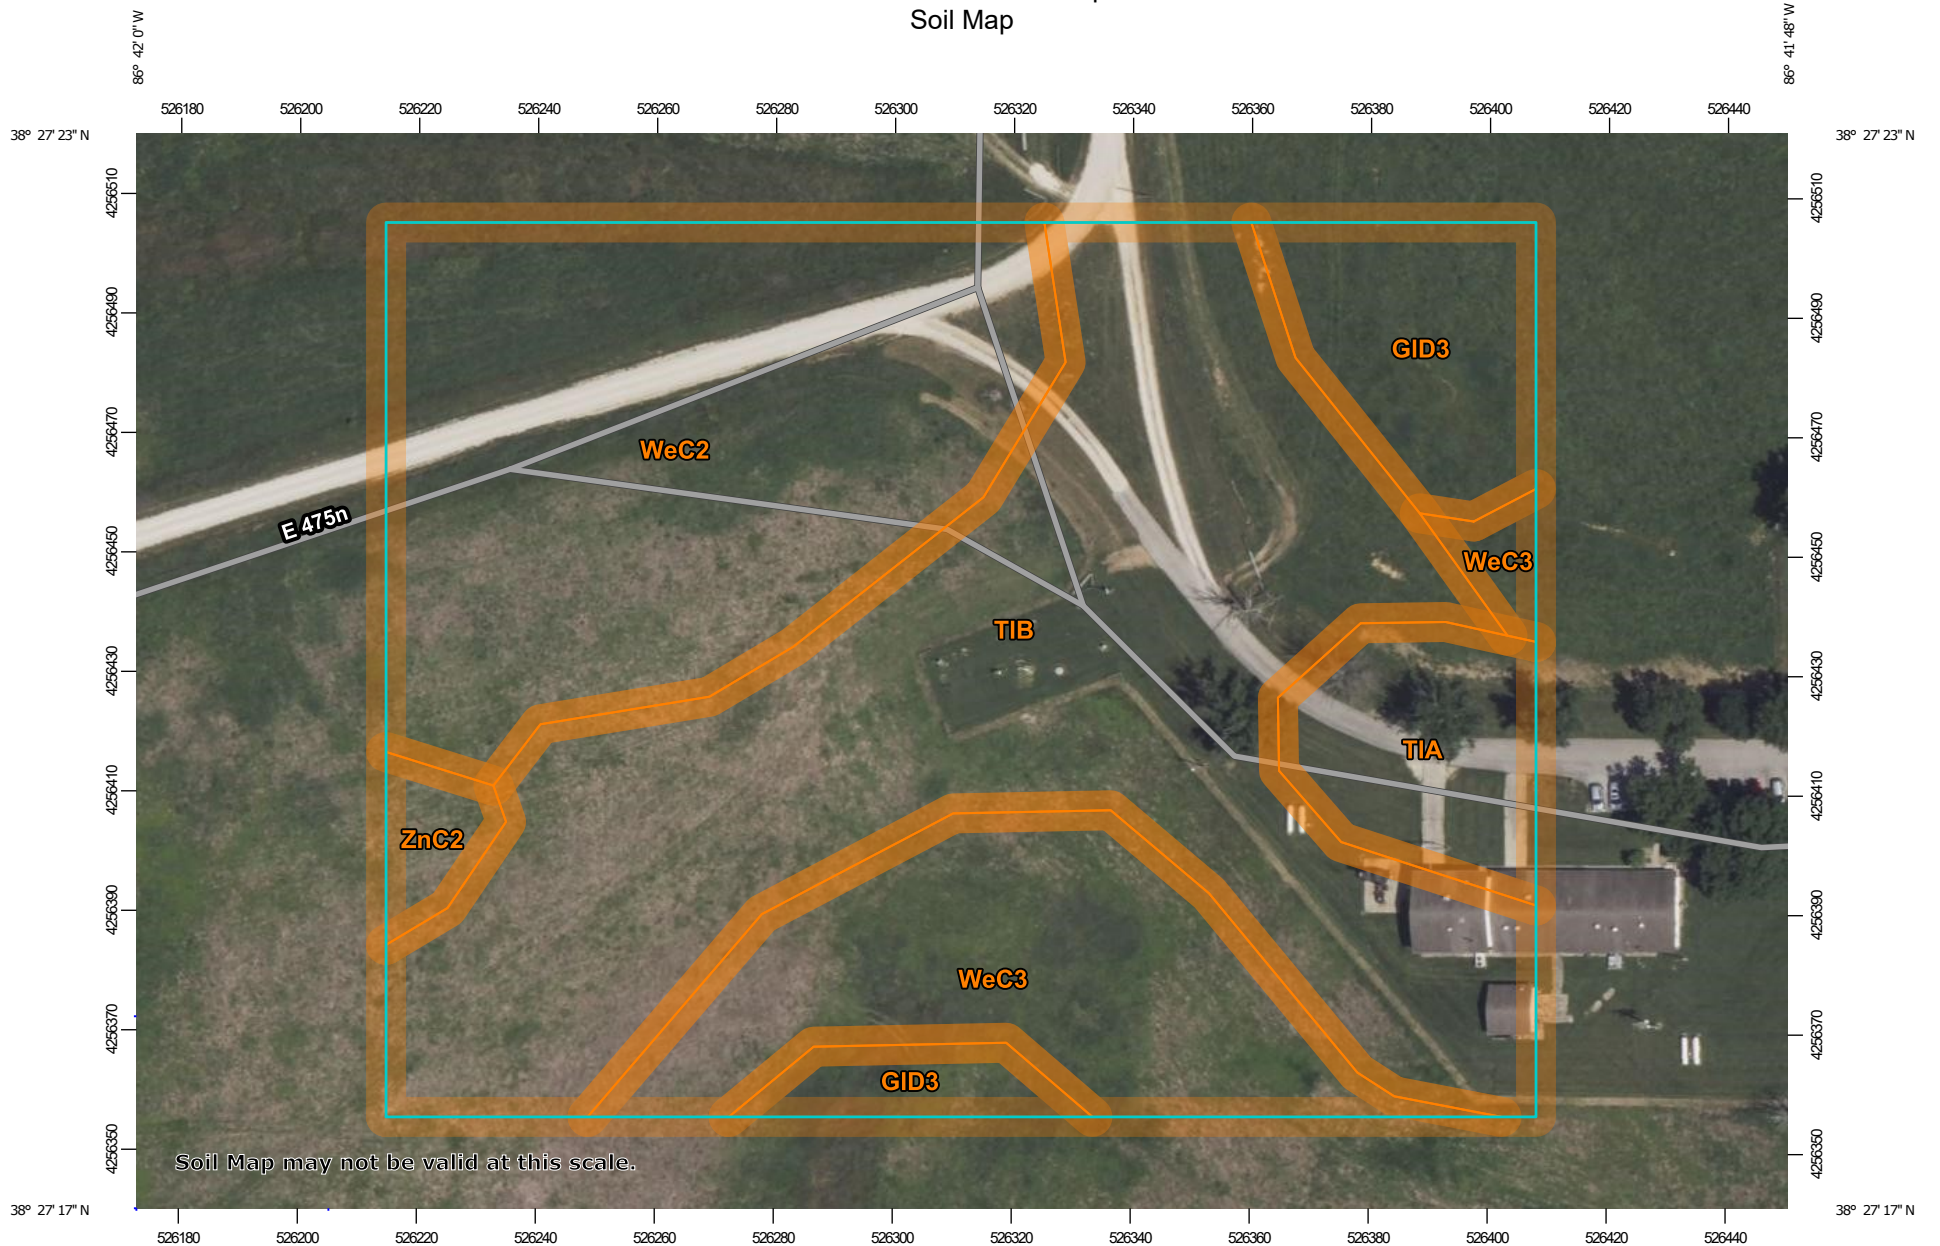 Soil Map
86° 42' 0'' W
86° 41' 48'' W
526180 526200 526220 526240 526260 526280 526300 526320 526340 526360 526380 526400 526420 526440
38° 27' 23'' N
38° 27' 23'' N
4256510
4256510
4256490
4256490
GID3
4256470
4256470
WeC2
E 475n
4256450
4256450
WeC3
TIB
4256430
4256430
TIA
4256410
4256410
ZnC2
4256390
4256390
WeC3
4256370
4256370
GID3
4256350
4256350
Soil Map may not be valid at this scale.
38° 27' 17'' N
38° 27' 17'' N
526180 526200 526220 526240 526260 526280 526300 526320 526340 526360 526380 526400 526420 526440